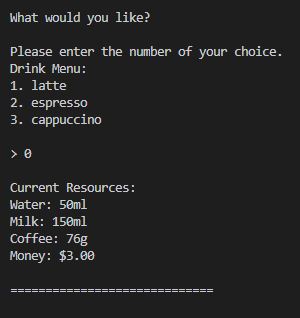 What would you like?
Please enter the number of your choice.
Drink Menu:
1. latte
2. espresso
3. cappuccino
> 0
Current Resources:
Water: 50ml
Milk: 150ml
Coffee: 76g
Money: $3.00
=============================